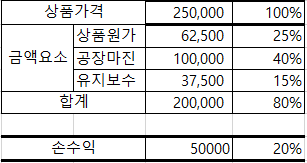 상품가격 250,000 100%
상품원가 62,500 25%
금액요소 공장마진 100,000 40%
유지보수 37,500 15%
합계 200,000 80%
손수익 50000 20%